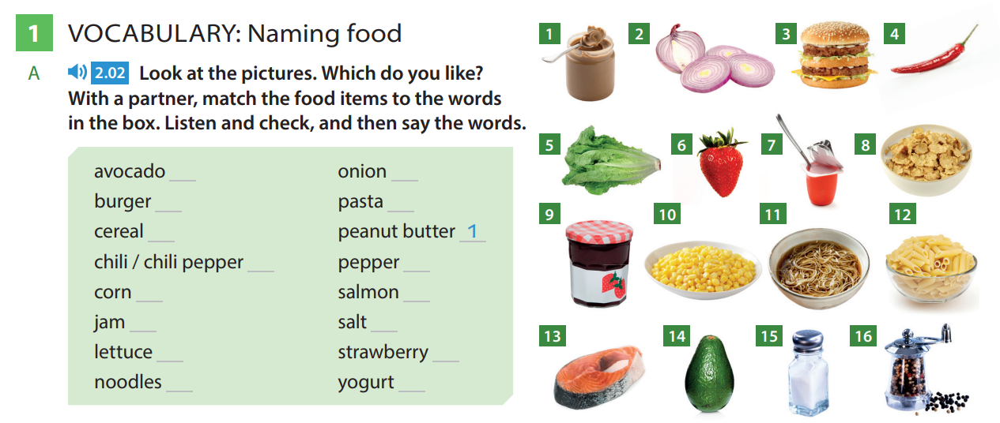 1 VOCABULARY: Naming food
A 2.02 Look at the pictures. Which do you like?
With a partner, match the food items to the words
in the box. Listen and check, and then say the words.
avocado ___
burger ___
cereal ___
chili / chili pepper ___
corn ___
jam ___
lettuce ___
noodles ___
onion ___
pasta ___
peanut butter 1
pepper ___
salmon ___
salt ___
strawberry ___
yogurt ___
1 2 3 4
5 6 7 8
9 10 11 12
13 14 15 16